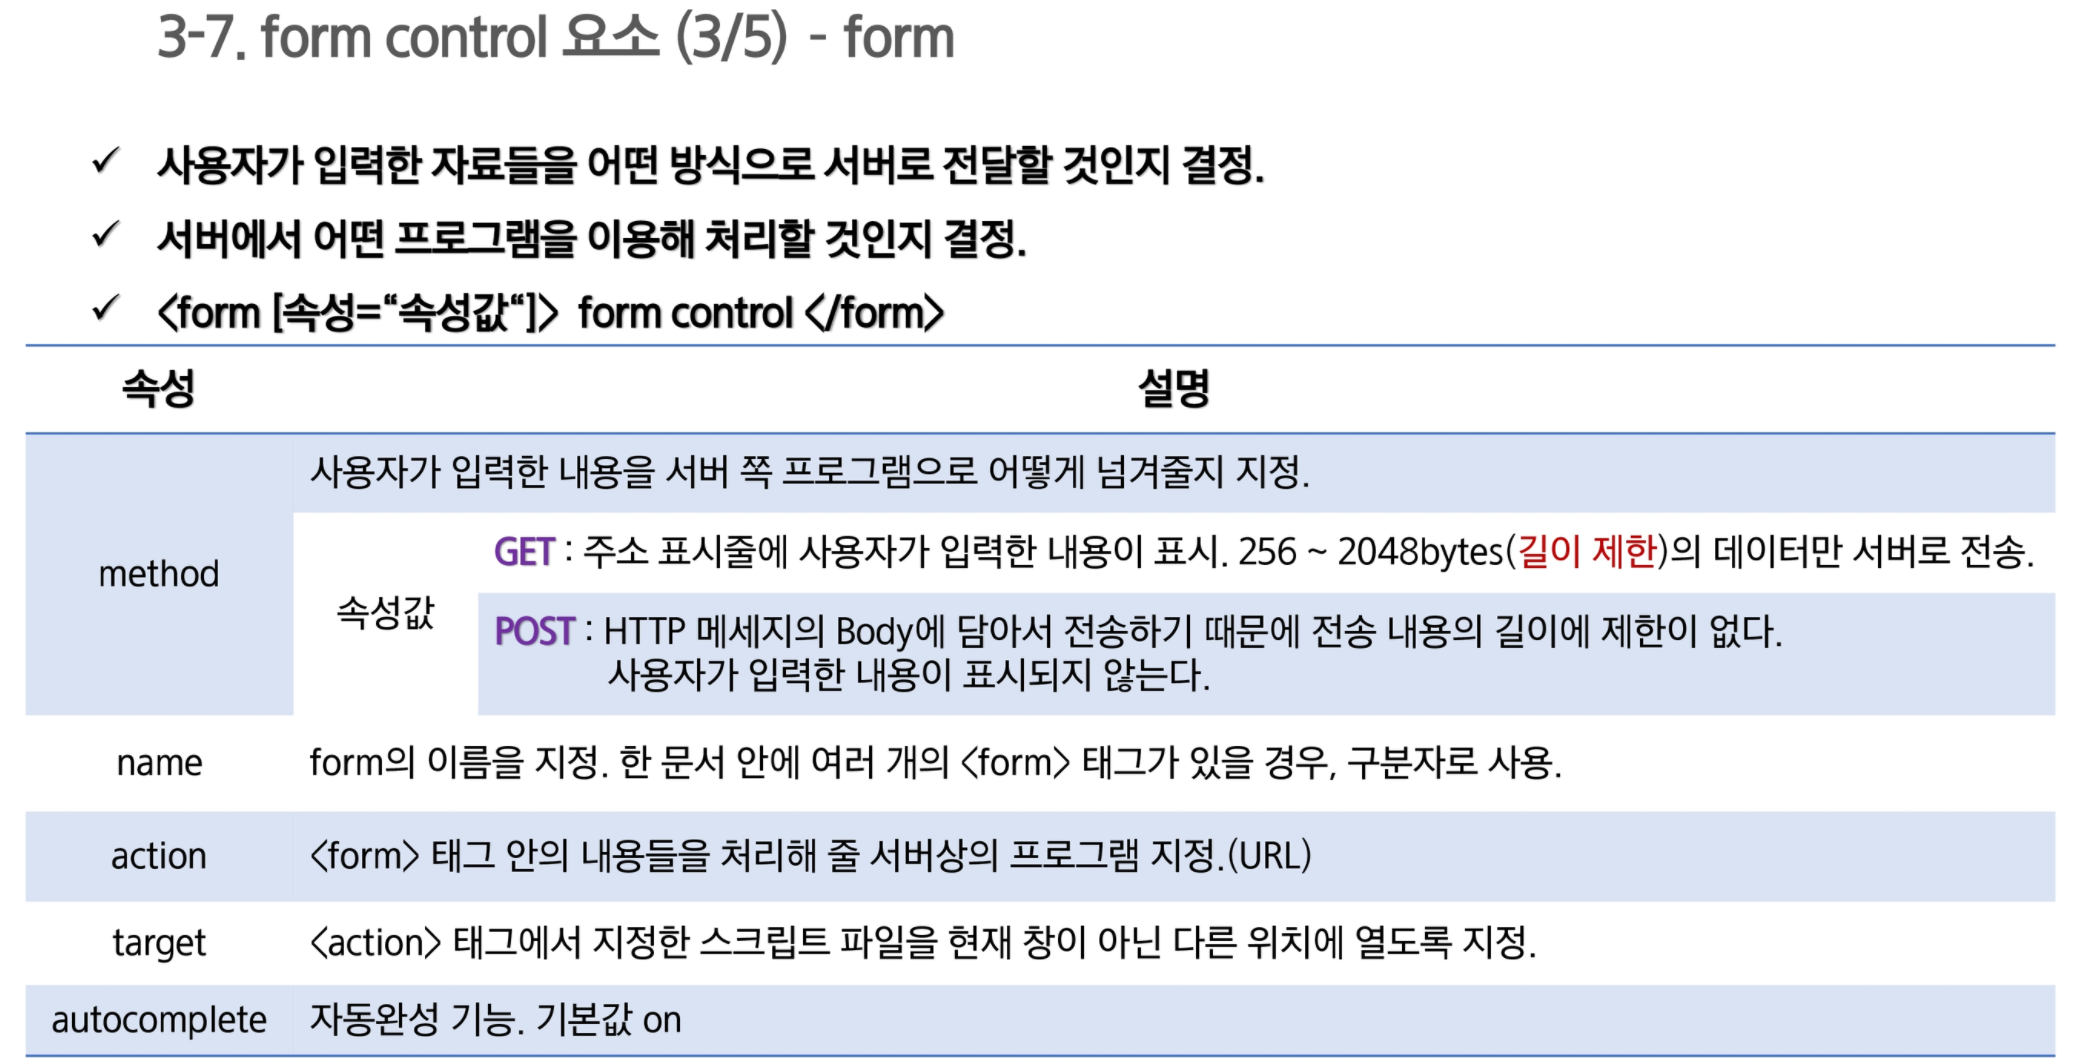 3-7. form control 요소 (3/5) - form
✓ 사용자가 입력한 자료들을 어떤 방식으로 서버로 전달할 것인지 결정.
✓ 서버에서 어떤 프로그램을 이용해 처리할 것인지 결정.
✓ <form [속성=“속성값“]> form control </form>
속성 설명
method
사용자가 입력한 내용을 서버 쪽 프로그램으로 어떻게 넘겨줄지 지정.
속성값
GET : 주소 표시줄에 사용자가 입력한 내용이 표시. 256 ~ 2048bytes(길이 제한)의 데이터만 서버로 전송.
POST : HTTP 메세지의 Body에 담아서 전송하기 때문에 전송 내용의 길이에 제한이 없다.
사용자가 입력한 내용이 표시되지 않는다.
name form의 이름을 지정. 한 문서 안에 여러 개의 <form> 태그가 있을 경우, 구분자로 사용.
action <form> 태그 안의 내용들을 처리해 줄 서버상의 프로그램 지정.(URL)
target <action> 태그에서 지정한 스크립트 파일을 현재 창이 아닌 다른 위치에 열도록 지정.
autocomplete 자동완성 기능. 기본값 on